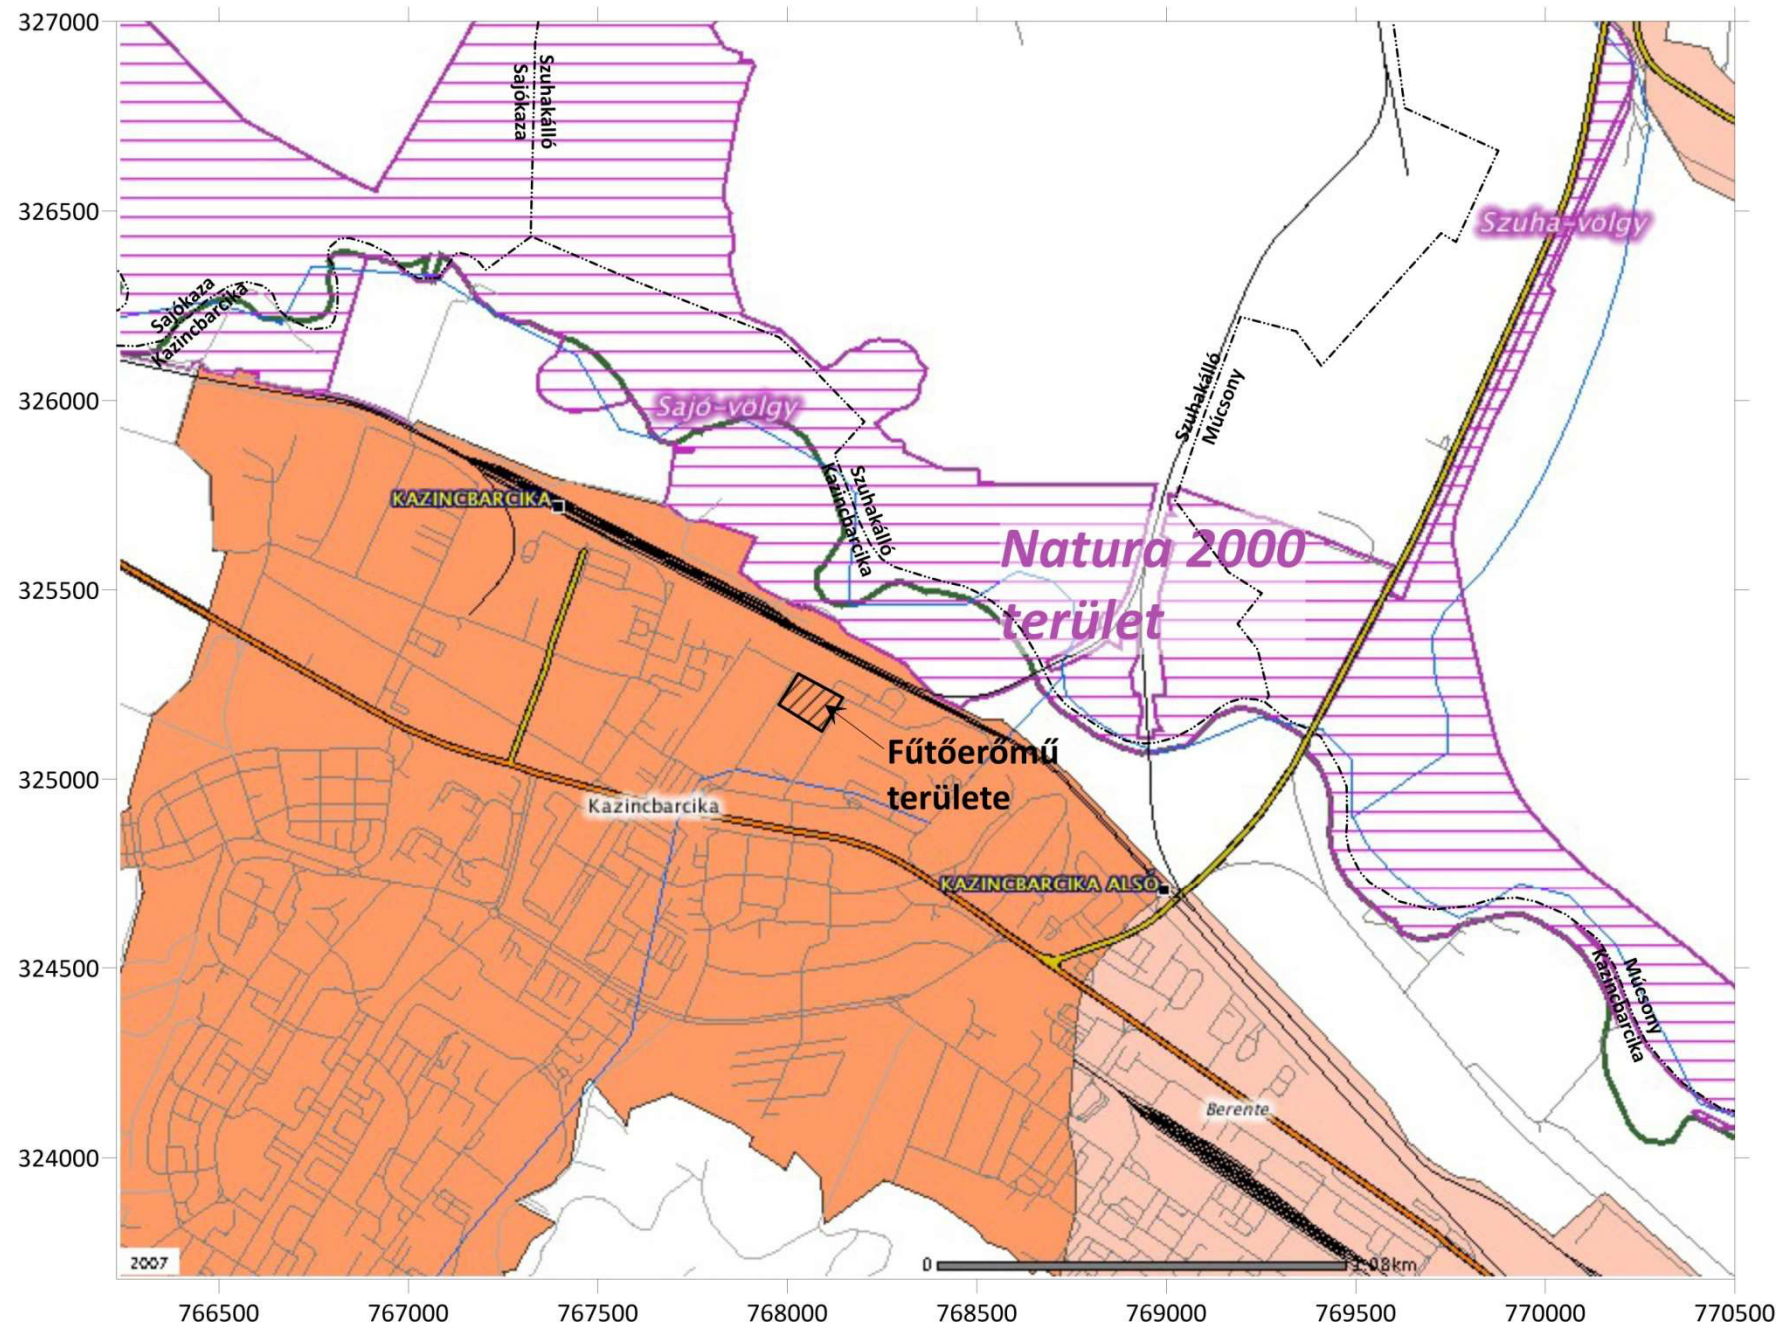 327000
326500
326000
325500
325000
324500
324000
766500
767000
767500
768000
768500
769000
769500
770000
770500
Szuhakálló
Sajókaza
Szuha-völgy
Sajókaza
Kazincbarcika
Sajó-völgy
Szuhakálló
Múcsony
KAZINCBARCIKA
Szuhakálló
Kazincbarcika
Natura 2000
terület
Fűtőerőmű
területe
Kazincbarcika
KAZINCBARCIKA ALSÓ
Múcsony
Kazincbarcika
Berente
2007
0
1.08km